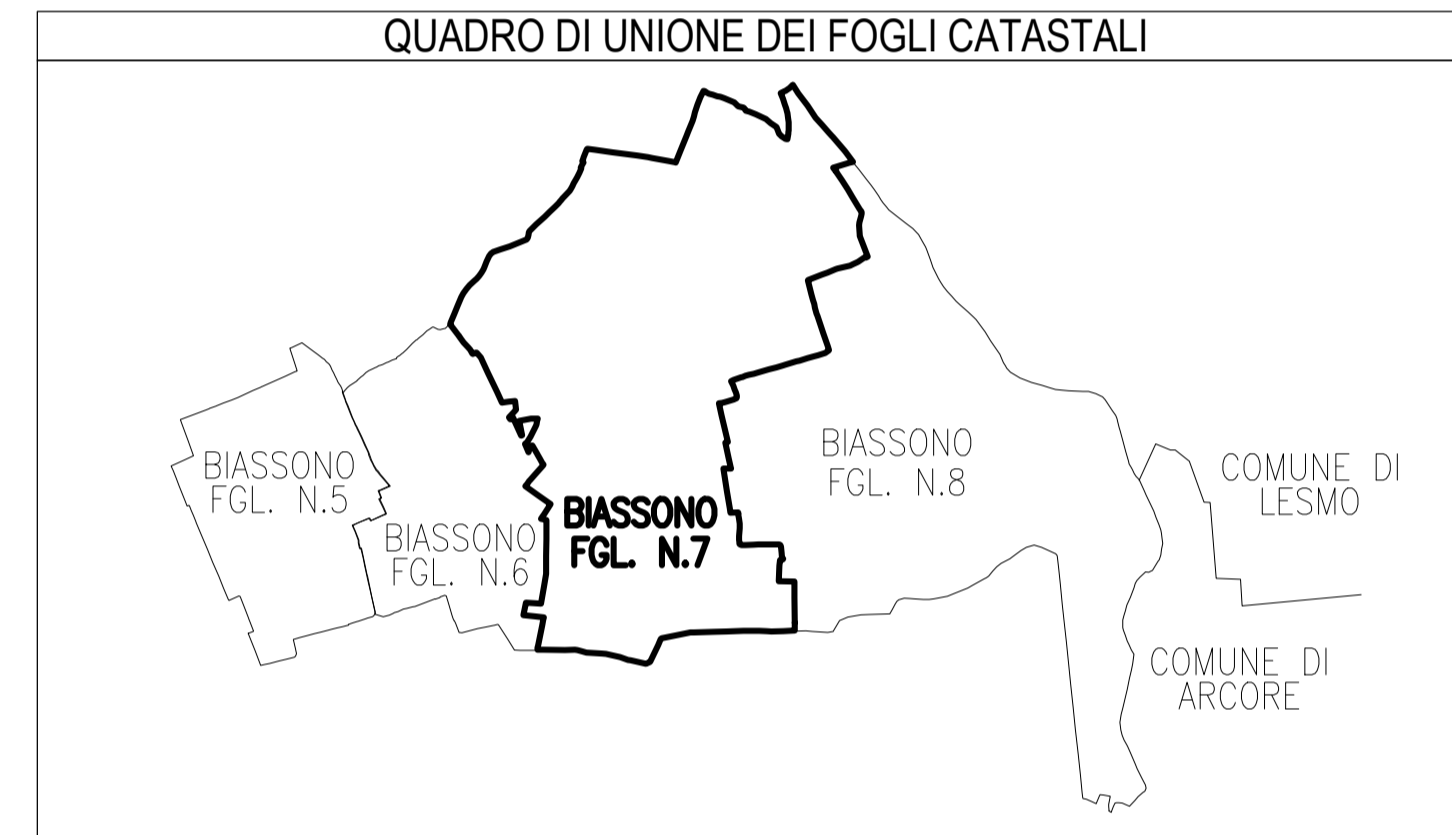 QUADRO DI UNIONE DEI FOGLI CATASTALI
BIASSONO
FGL. N.5
BIASSONO
FGL. N.6
BIASSONO
FGL. N.7
BIASSONO
FGL. N.8
COMUNE DI
LESMO
COMUNE DI
ARCORE